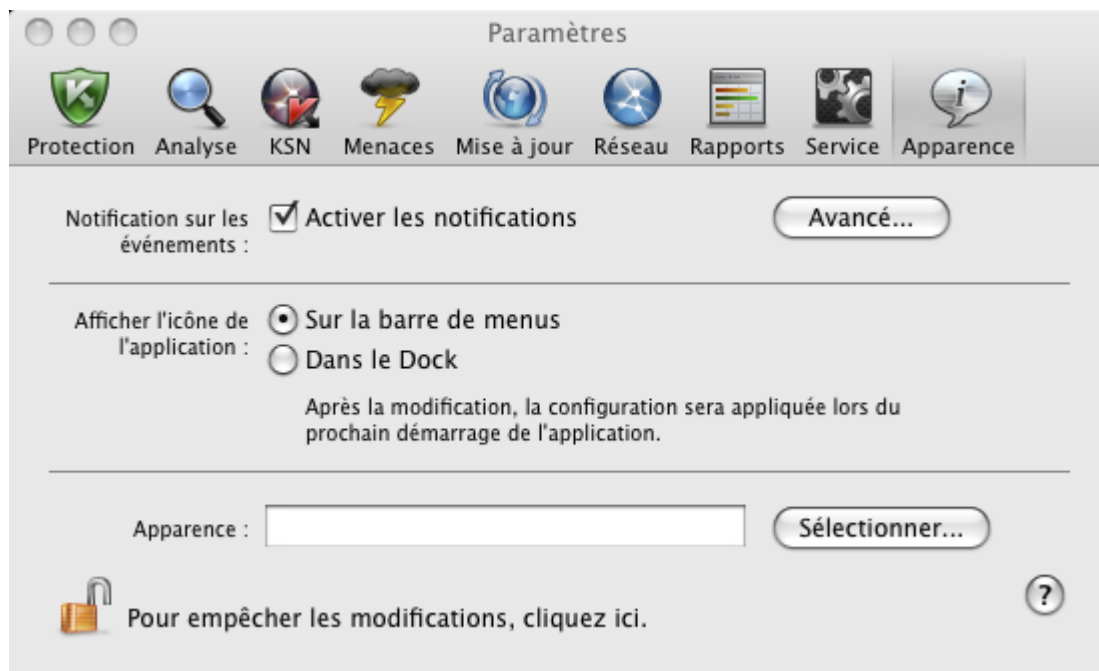 Paramètres
Protection Analyse KSN Menaces Mise à jour Réseau Rapports Service Apparence
Notification sur les événements :
Activer les notifications
Avancé...
Afficher l'icône de l'application :
Sur la barre de menus
Dans le Dock
Après la modification, la configuration sera appliquée lors du
prochain démarrage de l'application.
Apparence :
Sélectionner...
Pour empêcher les modifications, cliquez ici.
?